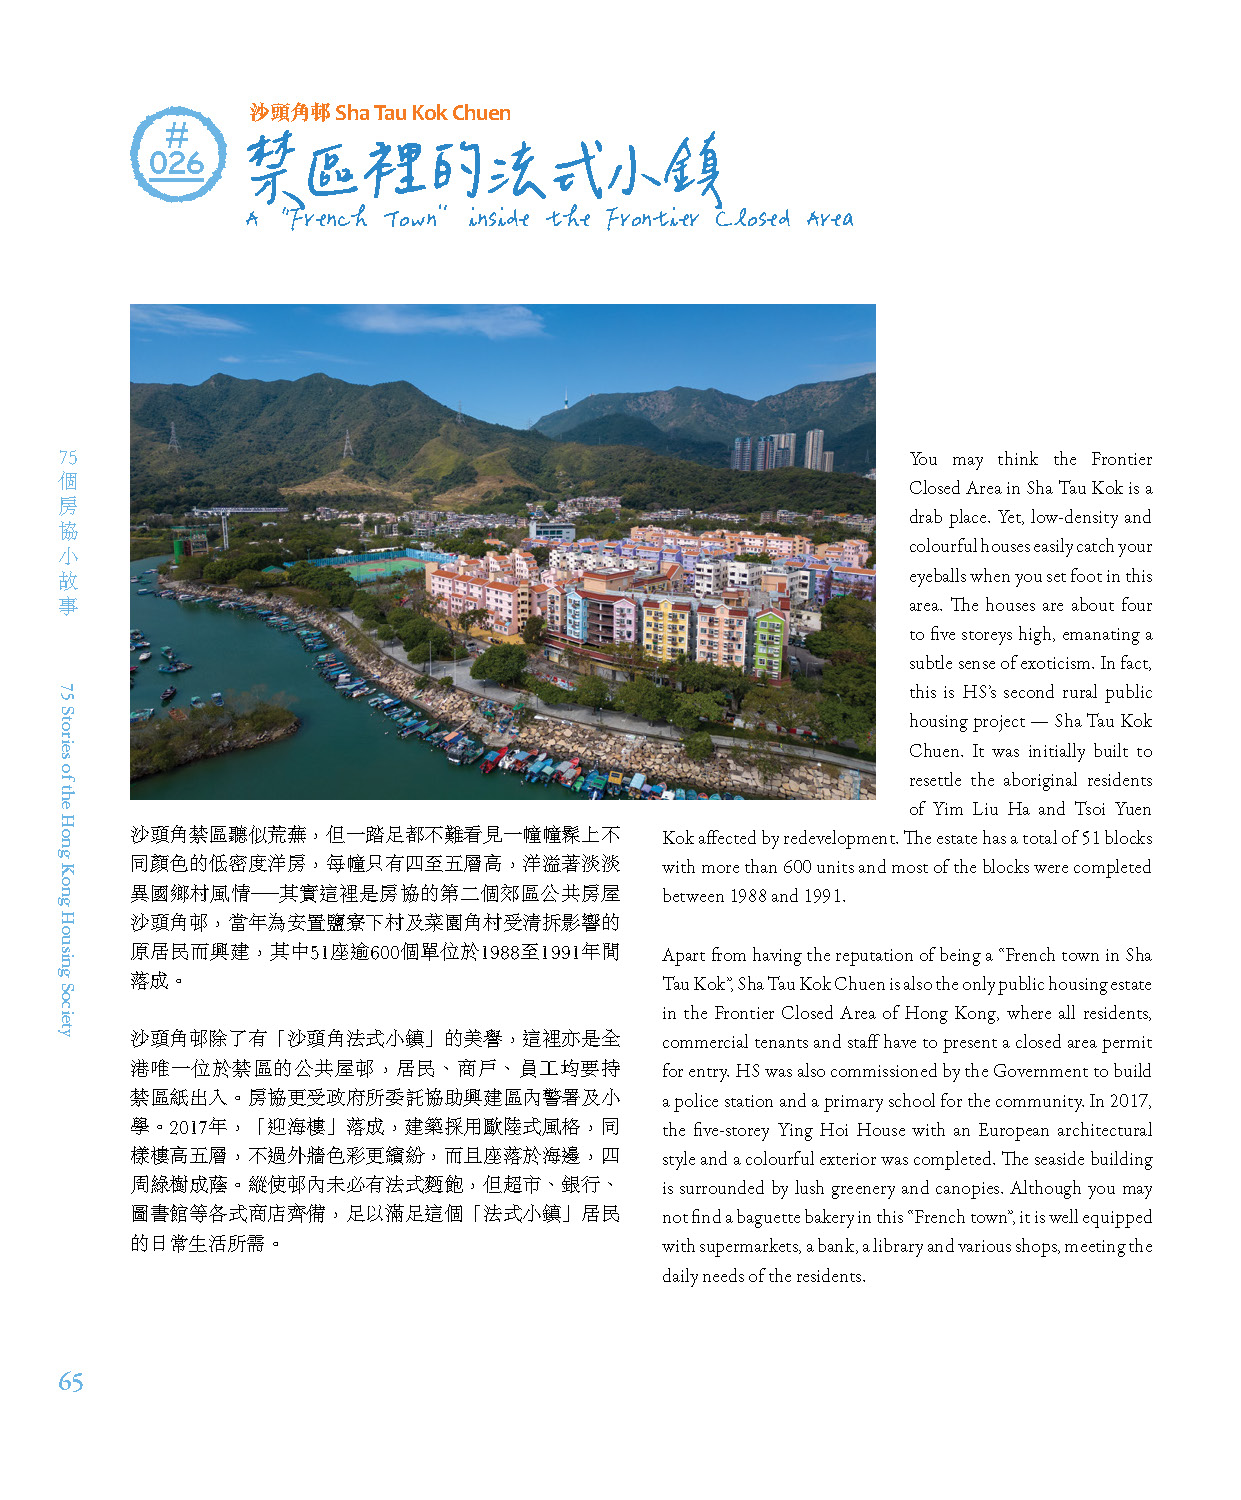 沙頭角邨 Sha Tau Kok Chuen
#
026
禁區裡的法式小鎮
A "French Town" inside the Frontier Closed Area
75個房協小故事
75 Stories of the Hong Kong Housing Society
沙頭角禁區聽似荒蕪，但一踏足都不難看見一幢幢髹上不
同顏色的低密度洋房，每幢只有四至五層高，洋溢著淡淡
異國鄉村風情──其實這裡是房協的第二個郊區公共房屋
沙頭角邨，當年為安置鹽寮下村及菜園角村受清拆影響的
原居民而興建，其中51座逾600個單位於1988至1991年間
落成。
沙頭角邨除了有「沙頭角法式小鎮」的美譽，這裡亦是全
港唯一位於禁區的公共屋邨，居民、商戶、員工均要持
禁區紙出入。房協更受政府所委託協助興建區內警署及小
學。2017年，「迎海樓」落成，建築採用歐陸式風格，同
樣樓高五層，不過外牆色彩更繽紛，而且座落於海邊，四
周綠樹成蔭。縱使邨內未必有法式麵飽，但超市、銀行、
圖書館等各式商店齊備，足以滿足這個「法式小鎮」居民
的日常生活所需。
You may think the Frontier
Closed Area in Sha Tau Kok is a
drab place. Yet, low-density and
colourful houses easily catch your
eyeballs when you set foot in this
area. The houses are about four
to five storeys high, emanating a
subtle sense of exoticism. In fact,
this is HS's second rural public
housing project — Sha Tau Kok
Chuen. It was initially built to
resettle the aboriginal residents
of Yim Liu Ha and Tsoi Yuen
Kok affected by redevelopment. The estate has a total of 51 blocks
with more than 600 units and most of the blocks were completed
between 1988 and 1991.
Apart from having the reputation of being a "French town in Sha
Tau Kok", Sha Tau Kok Chuen is also the only public housing estate
in the Frontier Closed Area of Hong Kong, where all residents,
commercial tenants and staff have to present a closed area permit
for entry. HS was also commissioned by the Government to build
a police station and a primary school for the community. In 2017,
the five-storey Ying Hoi House with an European architectural
style and a colourful exterior was completed. The seaside building
is surrounded by lush greenery and canopies. Although you may
not find a baguette bakery in this "French town", it is well equipped
with supermarkets, a bank, a library and various shops, meeting the
daily needs of the residents.
65